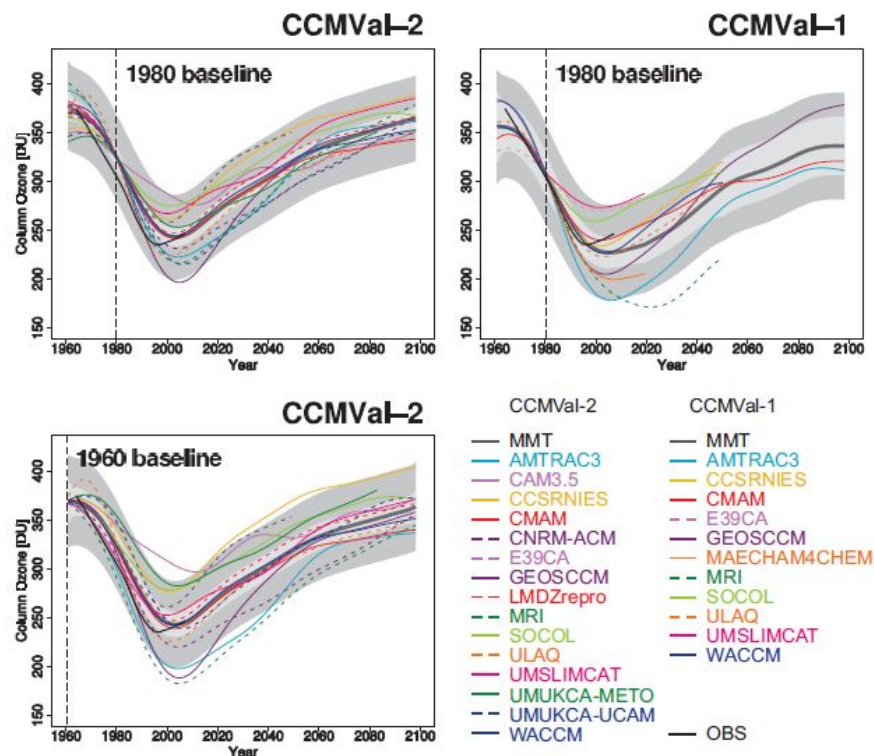 CCMVal–2
1980 baseline
Column Ozone [DU]
400
350
300
250
200
150
1960 1980 2000 2020 2040 2060 2080 2100
Year
CCMVal–1
1980 baseline
Column Ozone [DU]
400
350
300
250
200
150
1960 1980 2000 2020 2040 2060 2080 2100
Year
CCMVal–2
1960 baseline
Column Ozone [DU]
400
350
300
250
200
150
1960 1980 2000 2020 2040 2060 2080 2100
Year
CCMVal-2
MMT
AMTRAC3
CAM3.5
CCSRNIES
CMAM
CNRM-ACM
E39CA
GEOSCCM
LMDZrepro
MRI
SOCOL
ULAQ
UMSLIMCAT
UMUKCA-METO
UMUKCA-UCAM
WACCM
CCMVal-1
MMT
AMTRAC3
CCSRNIES
CMAM
E39CA
GEOSCCM
MAECHAM4CHEM
MRI
SOCOL
ULAQ
UMSLIMCAT
WACCM
OBS